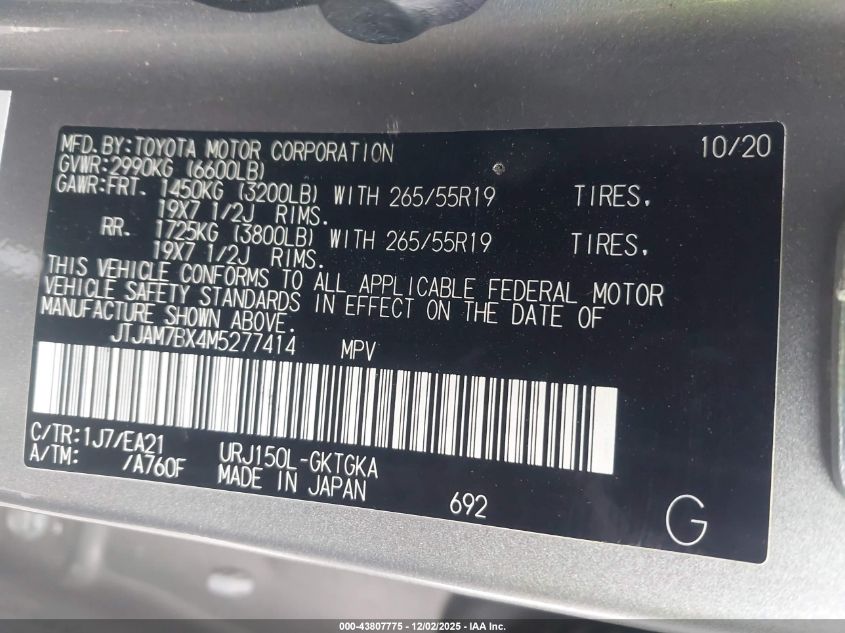 MFD. BY: TOYOTA MOTOR CORPORATION 10/20
GVWR: 2990KG (6600LB)
GAWR: FRT. 1450KG (3200LB) WITH 265/55R19 TIRES,
19X7 1/2J RIMS.
RR. 1725KG (3800LB) WITH 265/55R19 TIRES,
19X7 1/2J RIMS.
THIS VEHICLE CONFORMS TO ALL APPLICABLE FEDERAL MOTOR
VEHICLE SAFETY STANDARDS IN EFFECT ON THE DATE OF
MANUFACTURE SHOWN ABOVE.
JTJAM7BX4M5277414 MPV
C/TR: 1J7/EA21 URJ150L-GKTGKA
A/TM: /A760F MADE IN JAPAN
692
G
000-43807775 - 12/02/2025 - IAA Inc.